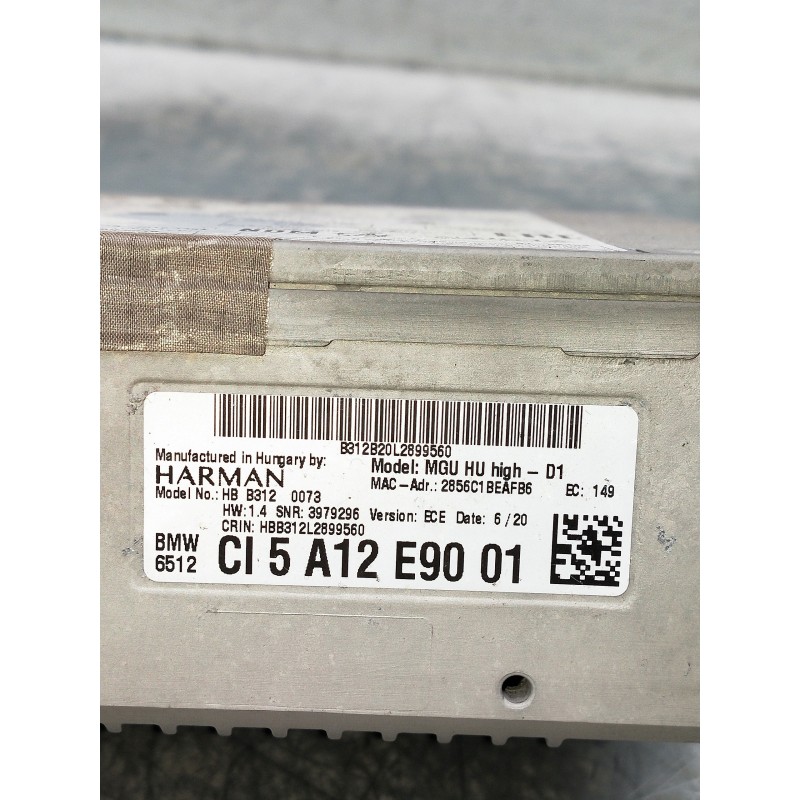 B312B20L2899560
Manufactured in Hungary by: Model: MGU HU high - D1
HARMAN MAC-Adr.: 2856C1BEAFB6 EC: 149
Model No.: HB B312 0073
HW:1.4 SNR: 3979296 Version: ECE Date: 6/20
CRIN: HBB312L2899560
BMW
6512 CI 5 A12 E90 01